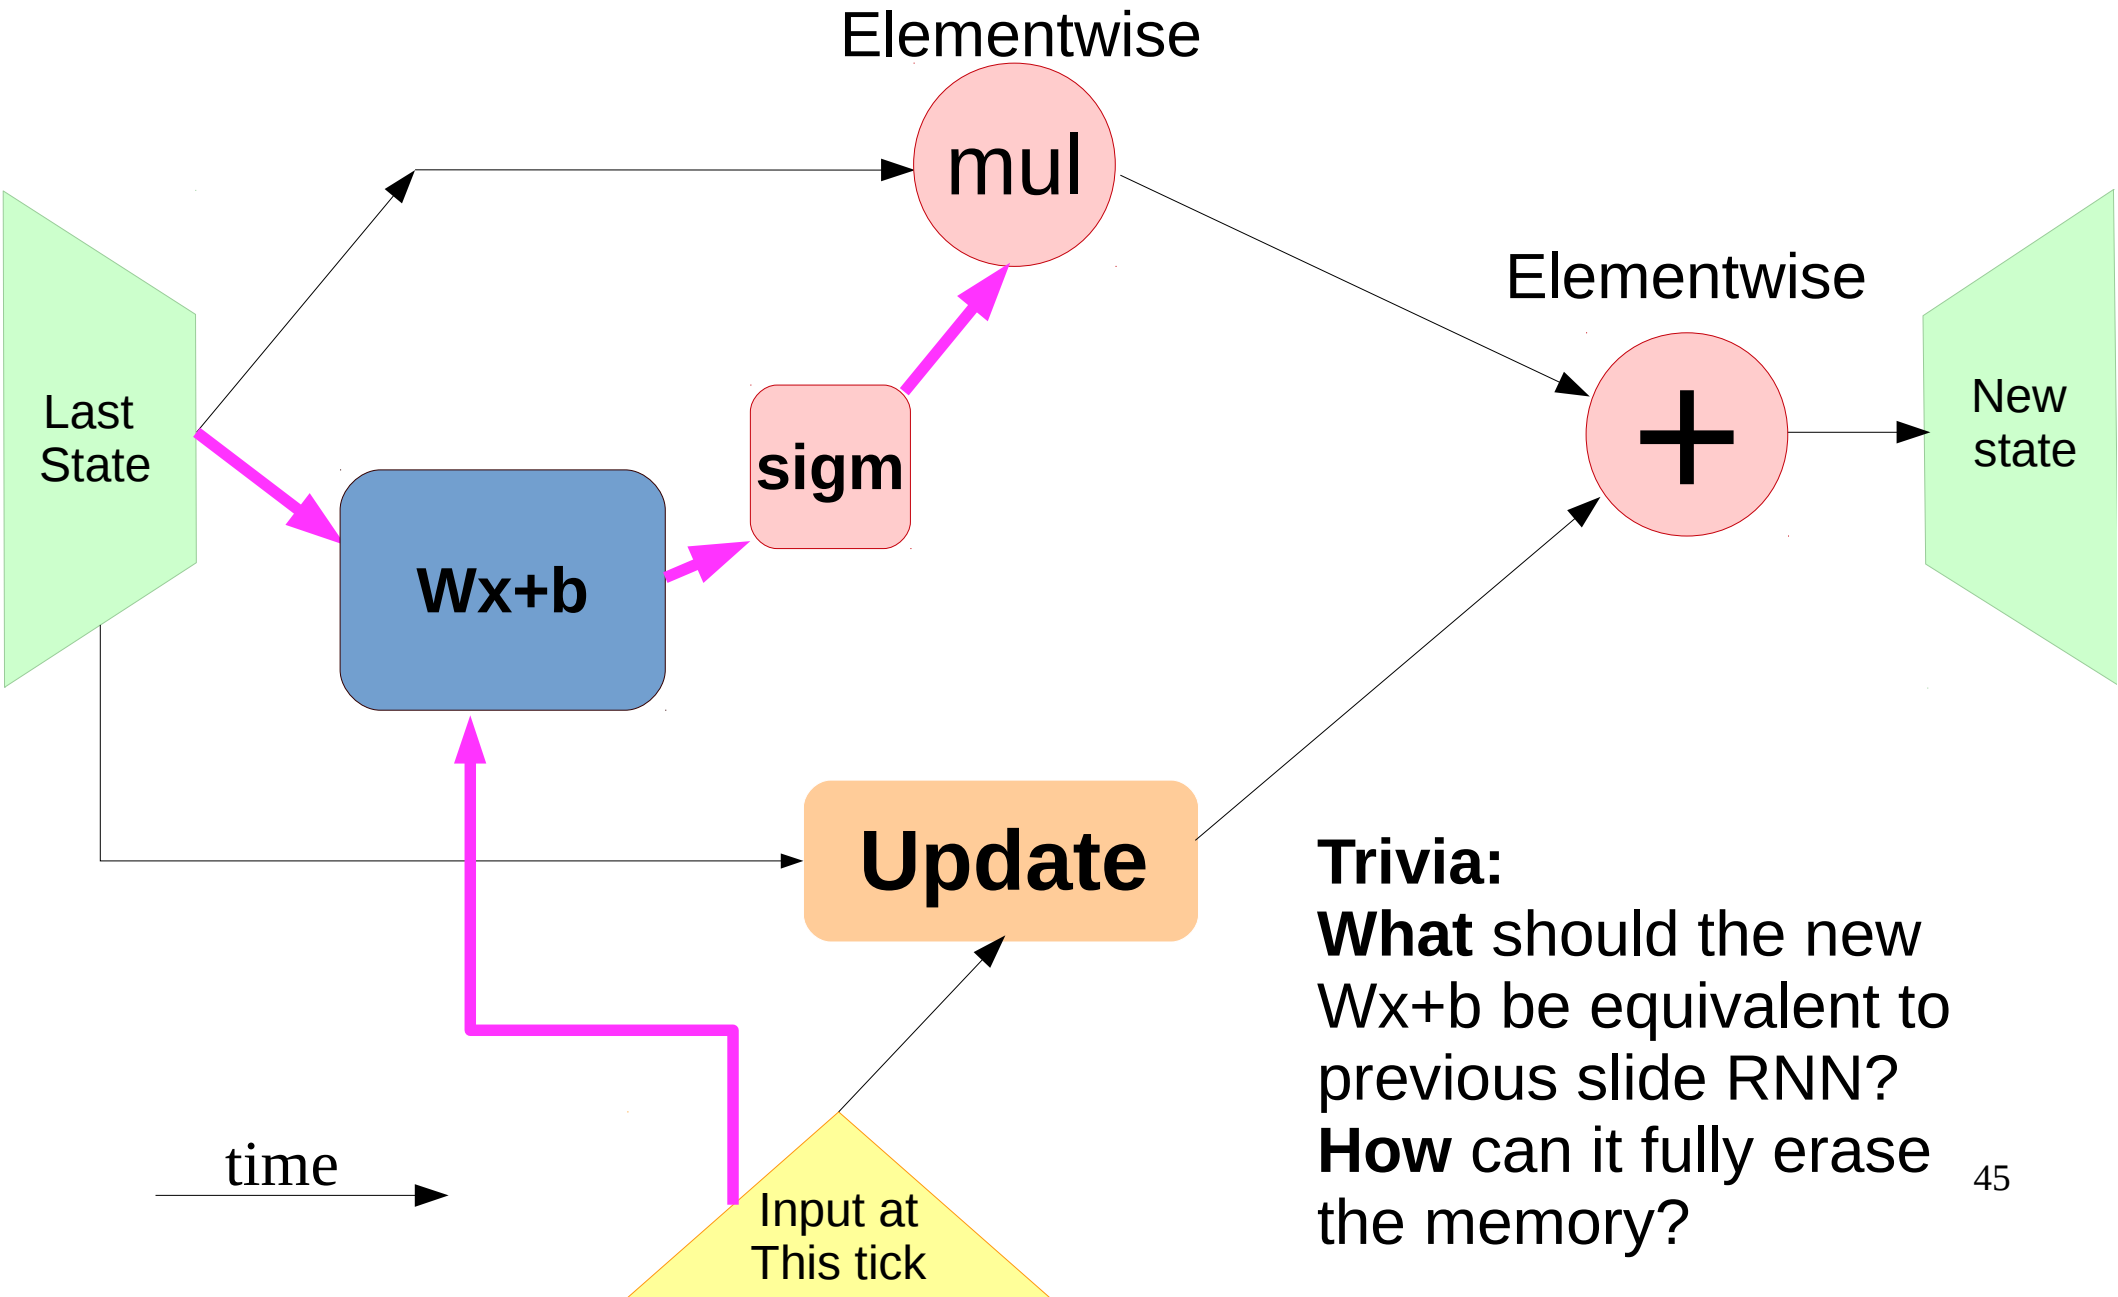 Elementwise
mul
Elementwise
+
Last
State
New
state
sigm
Wx+b
Update
Trivia:
What should the new
Wx+b be equivalent to
previous slide RNN?
How can it fully erase
the memory?
time
Input at
This tick
45